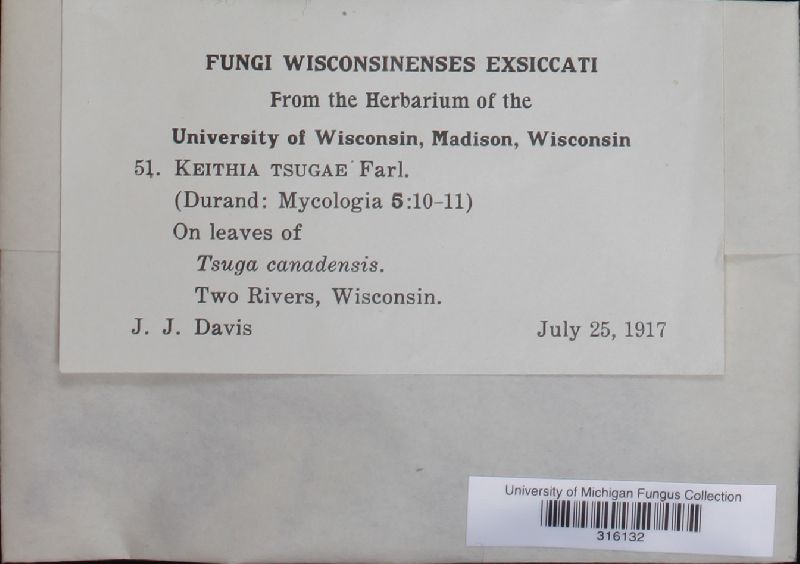 FUNGI WISCONSINENSES EXSICCATI
From the Herbarium of the
University of Wisconsin, Madison, Wisconsin
51. KEITHIA TSUGAE Farl.
(Durand: Mycologia 5:10-11)
On leaves of
Tsuga canadensis.
Two Rivers, Wisconsin.
J. J. Davis July 25, 1917
University of Michigan Fungus Collection
316132